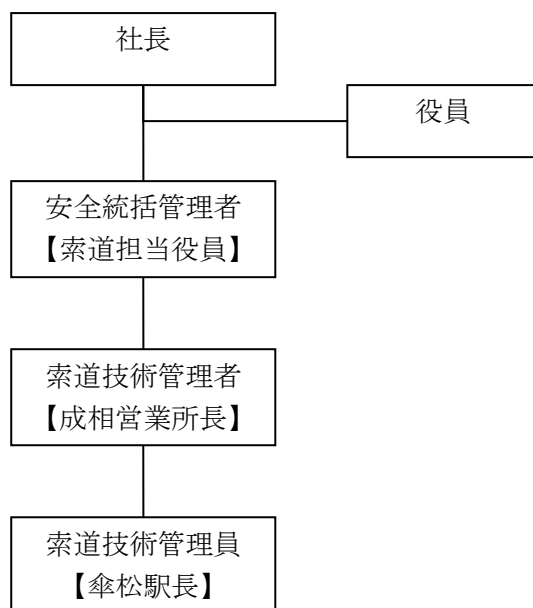 社長
役員
安全統括管理者
【索道担当役員】
索道技術管理者
【成相営業所長】
索道技術管理員
【傘松駅長】